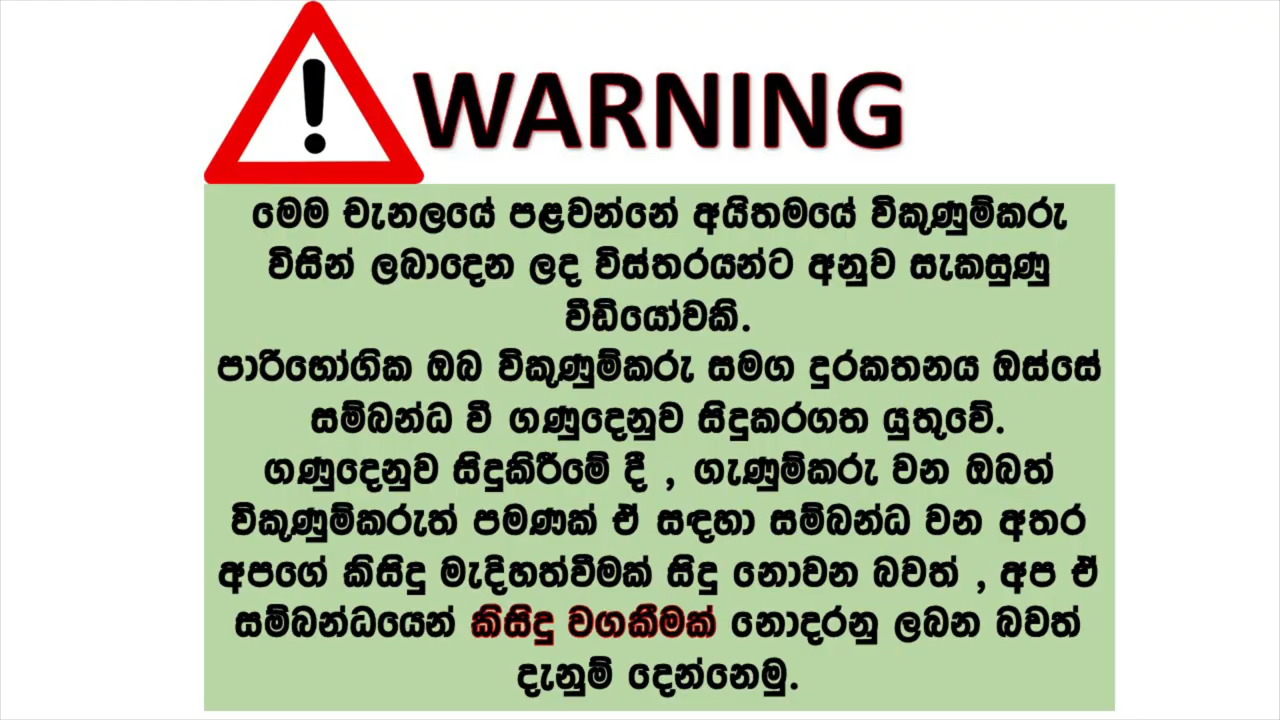 WARNING
මෙම චැනලයේ පළවන්නේ අයිතමයේ විකුණුම්කරු
විසින් ලබාදෙන ලද විස්තරයන්ට අනුව සැකසුණු
වීඩියෝවකි.
පාරිභෝගික ඔබ විකුණුම්කරු සමග දුරකතනය ඔස්සේ
සම්බන්ධ වී ගණුදෙනුව සිදුකරගත යුතුවේ.
ගණුදෙනුව සිදුකිරීමේ දී , ගැණුම්කරු වන ඔබත්
විකුණුම්කරුත් පමණක් ඒ සඳහා සම්බන්ධ වන අතර
අපගේ කිසිදු මැදිහත්වීමක් සිදු නොවන බවත් , අප ඒ
සම්බන්ධයෙන් කිසිදු වගකීමක් නොදරනු ලබන බවත්
දැනුම් දෙන්නෙමු.